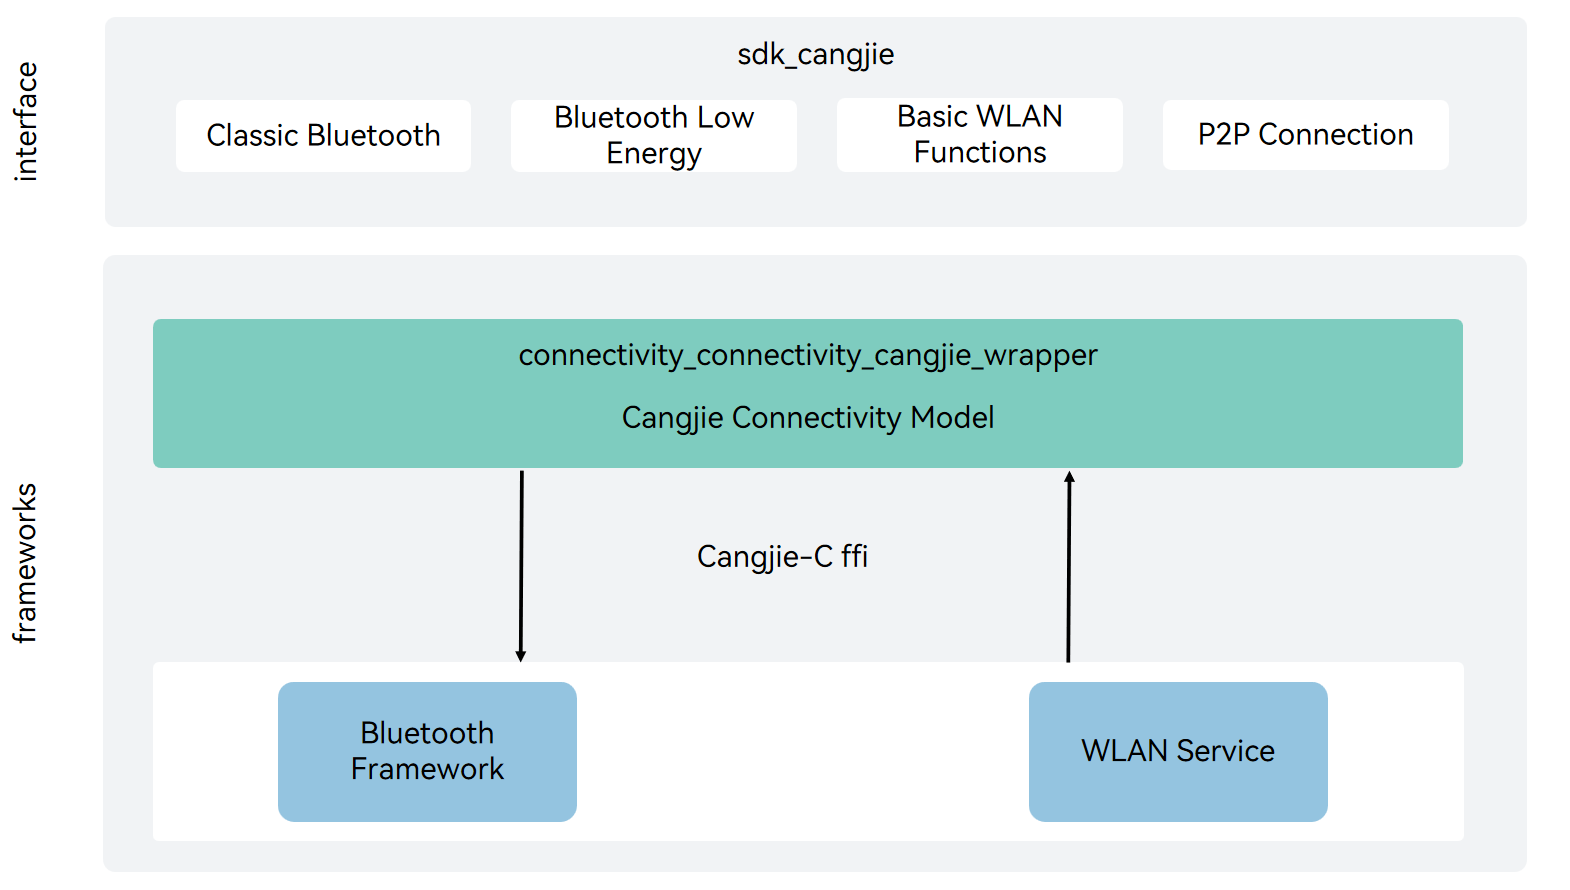 interface
sdk_cangjie
Classic Bluetooth
Bluetooth Low
Energy
Basic WLAN
Functions
P2P Connection
frameworks
connectivity_connectivity_cangjie_wrapper
Cangjie Connectivity Model
Cangjie-C ffi
Bluetooth
Framework
WLAN Service